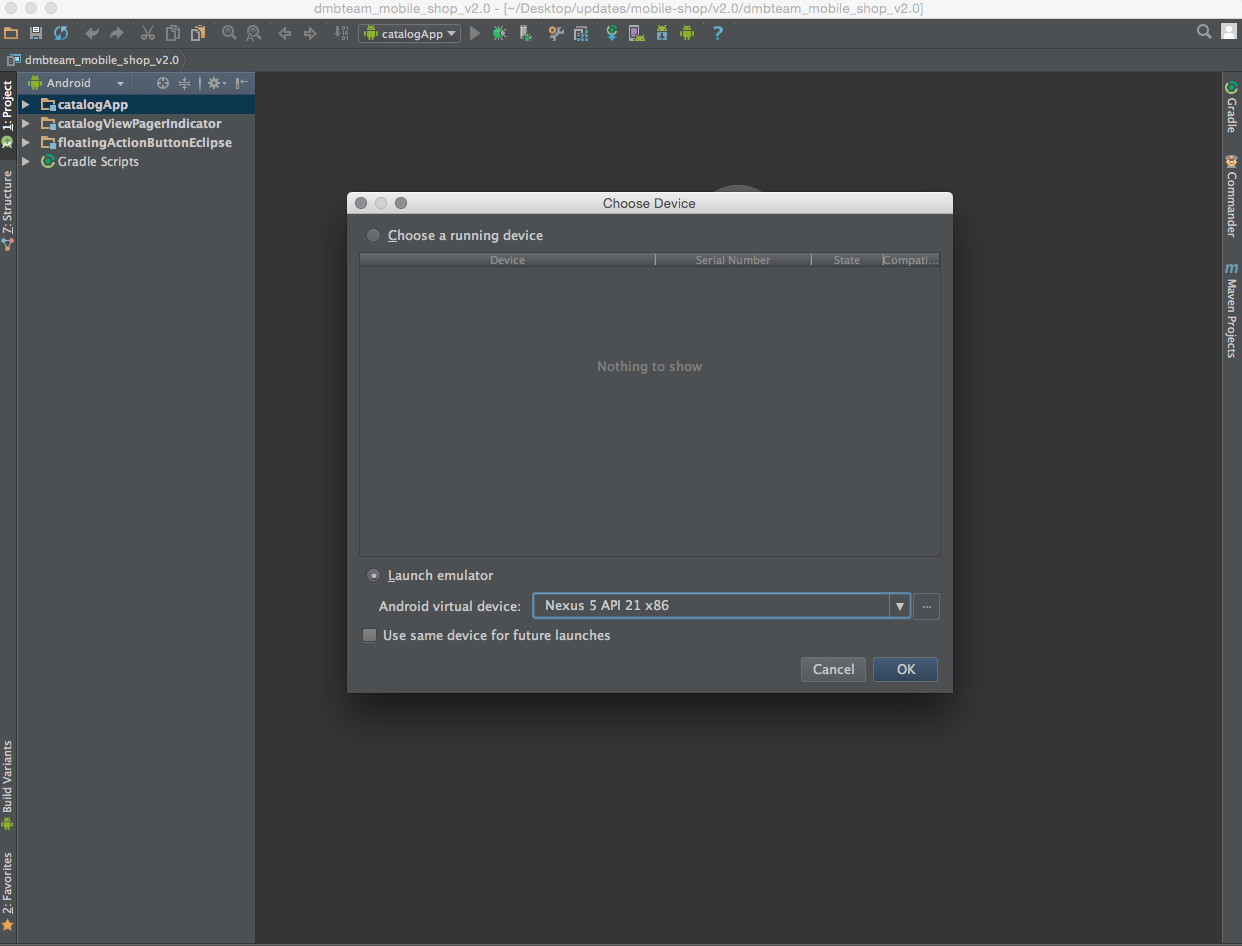 dmbteam_mobile_shop_v2.0 - [~/Desktop/updates/mobile-shop/v2.0/dmbteam_mobile_shop_v2.0]
catalogApp
?
dmbteam_mobile_shop_v2.0
Android
catalogApp
catalogViewPagerIndicator
floatingActionButtonEclipse
Gradle Scripts
1: Project
Z: Structure
Build Variants
2: Favorites
Choose Device
Choose a running device
Device Serial Number State Compati...
Nothing to show
Launch emulator
Android virtual device: Nexus 5 API 21 x86 ...
Use same device for future launches
Cancel OK
Gradle
Commander
m Maven Projects